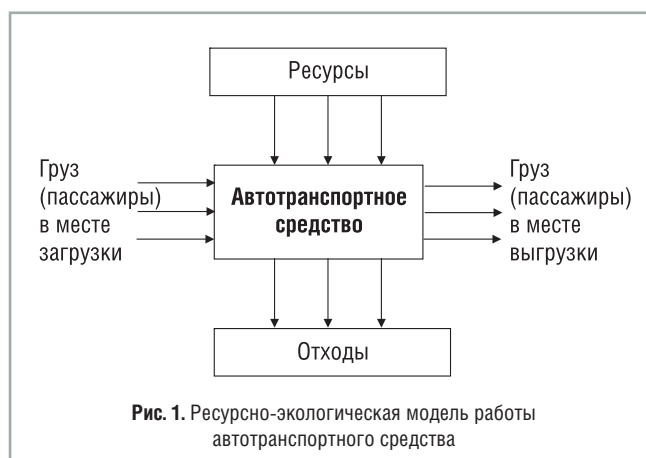 Ресурсы
Груз
(пассажиры)
в месте
загрузки
Автотранспортное
средство
Груз
(пассажиры)
в месте
выгрузки
Отходы
Рис. 1. Ресурсно-экологическая модель работы
автотранспортного средства